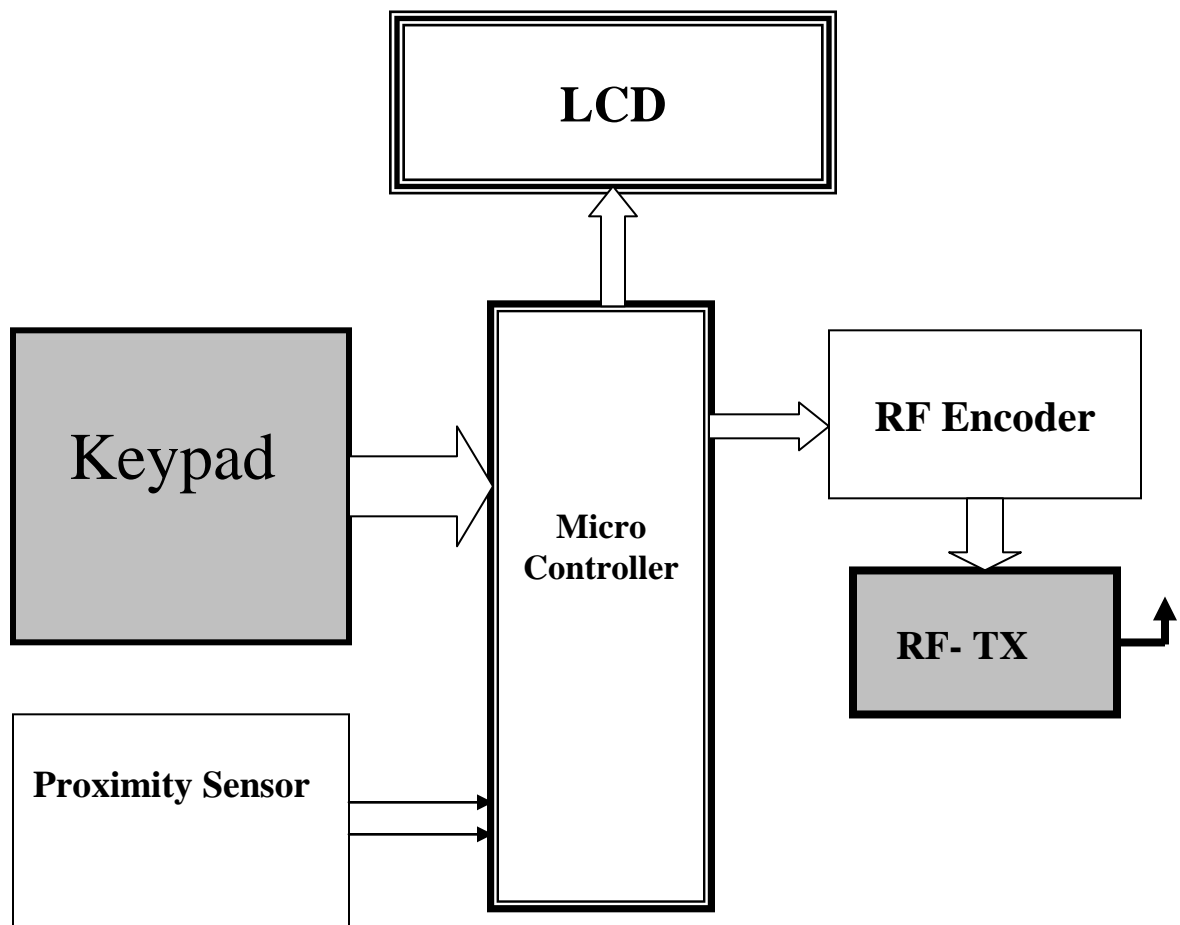 LCD
Keypad
Micro
Controller
RF Encoder
RF- TX
Proximity Sensor